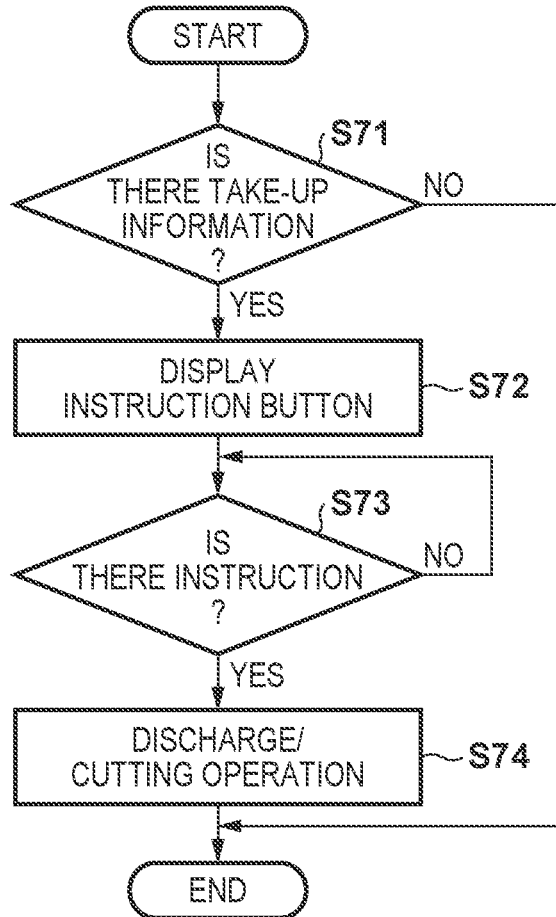 START
S71
IS
THERE TAKE-UP
INFORMATION
?
NO
YES
DISPLAY
INSTRUCTION BUTTON
S72
S73
IS
THERE INSTRUCTION
?
NO
YES
DISCHARGE/
CUTTING OPERATION
S74
END